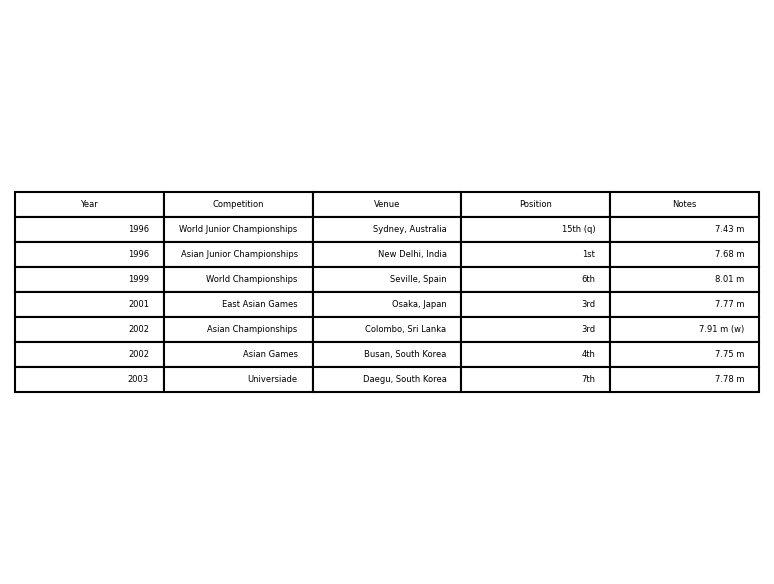 Year Competition Venue Position Notes
1996 World Junior Championships Sydney, Australia 15th (q) 7.43 m
1996 Asian Junior Championships New Delhi, India 1st 7.68 m
1999 World Championships Seville, Spain 6th 8.01 m
2001 East Asian Games Osaka, Japan 3rd 7.77 m
2002 Asian Championships Colombo, Sri Lanka 3rd 7.91 m (w)
2002 Asian Games Busan, South Korea 4th 7.75 m
2003 Universiade Daegu, South Korea 7th 7.78 m